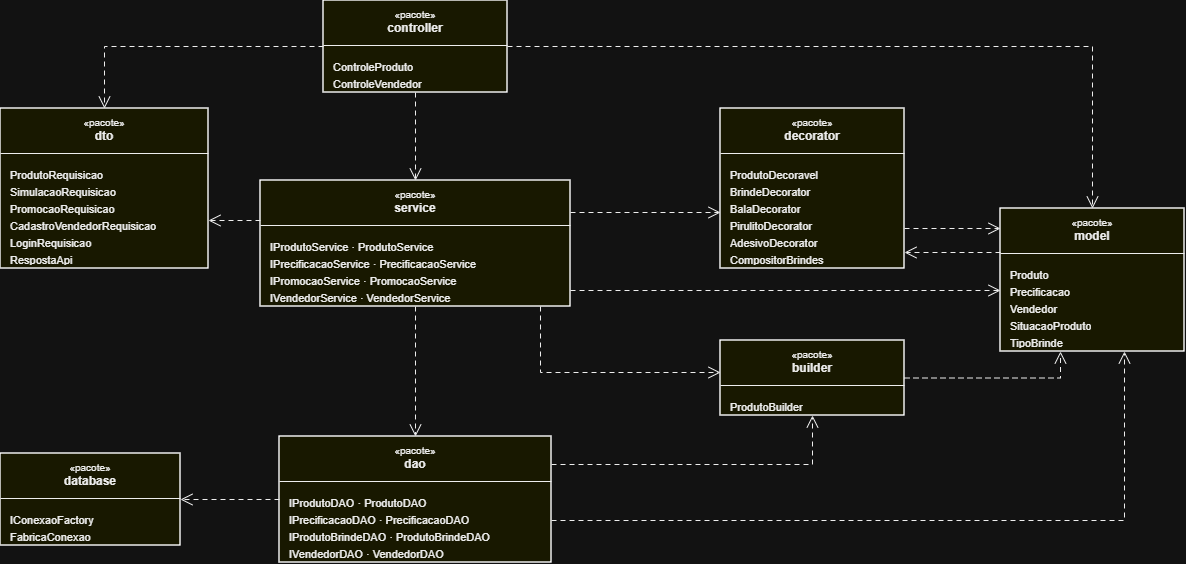 «pacote»
controller
ControleProduto
ControleVendedor
«pacote»
dto
ProdutoRequisicao
SimulacaoRequisicao
PromocaoRequisicao
CadastroVendedorRequisicao
LoginRequisicao
RespostaApi
«pacote»
decorator
ProdutoDecoravel
BrindeDecorator
BalaDecorator
PirulitoDecorator
AdesivoDecorator
CompositorBrindes
«pacote»
service
IProdutoService · ProdutoService
IPrecificacaoService · PrecificacaoService
IPromocaoService · PromocaoService
IVendedorService · VendedorService
«pacote»
model
Produto
Precificacao
Vendedor
SituacaoProduto
TipoBrinde
«pacote»
builder
ProdutoBuilder
«pacote»
dao
IProdutoDAO · ProdutoDAO
IPrecificacaoDAO · PrecificacaoDAO
IProdutoBrindeDAO · ProdutoBrindeDAO
IVendedorDAO · VendedorDAO
«pacote»
database
IConexaoFactory
FabricaConexao